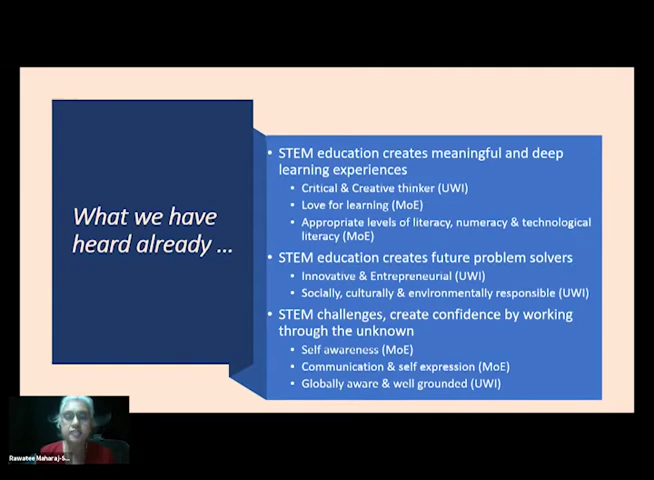 What we have
heard already ...
• STEM education creates meaningful and deep
learning experiences
• Critical & Creative thinker (UWI)
• Love for learning (MoE)
• Appropriate levels of literacy, numeracy & technological
literacy (MoE)
• STEM education creates future problem solvers
• Innovative & Entrepreneurial (UWI)
• Socially, culturally & environmentally responsible (UWI)
• STEM challenges, create confidence by working
through the unknown
• Self awareness (MoE)
• Communication & self expression (MoE)
• Globally aware & well grounded (UWI)
Rawatee Maharaj-S...